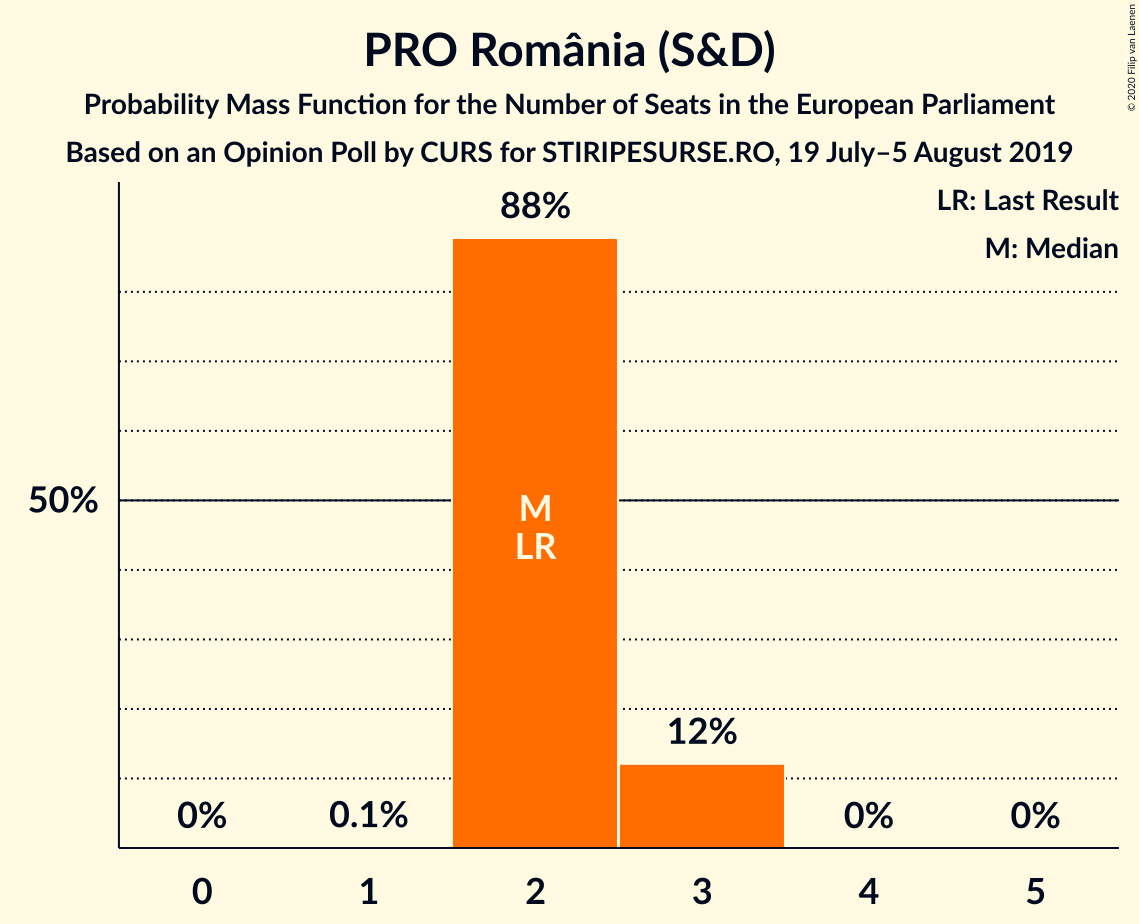 PRO România (S&D)
Probability Mass Function for the Number of Seats in the European Parliament
Based on an Opinion Poll by CURS for STIRIPESURSE.RO, 19 July–5 August 2019
© 2020 Filip van Laenen
LR: Last Result
M: Median
88%
50%
M
LR
12%
0%
0.1%
0%
0%
0
1
2
3
4
5